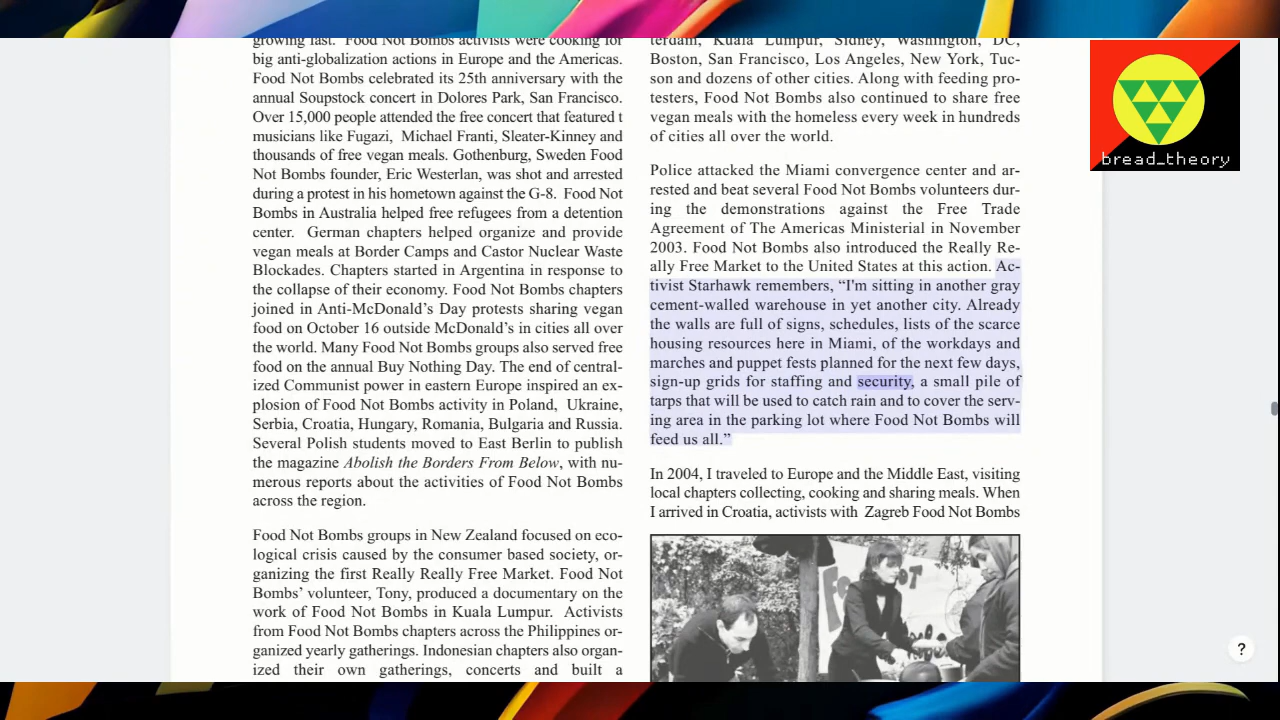 growing fast. Food Not Bombs activists were cooking for
big anti-globalization actions in Europe and the Americas.
Food Not Bombs celebrated its 25th anniversary with the
annual Soupstock concert in Dolores Park, San Francisco.
Over 15,000 people attended the free concert that featured t
musicians like Fugazi, Michael Franti, Sleater-Kinney and
thousands of free vegan meals. Gothenburg, Sweden Food
Not Bombs founder, Eric Westerlan, was shot and arrested
during a protest in his hometown against the G-8. Food Not
Bombs in Australia helped free refugees from a detention
center. German chapters helped organize and provide
vegan meals at Border Camps and Castor Nuclear Waste
Blockades. Chapters started in Argentina in response to
the collapse of their economy. Food Not Bombs chapters
joined in Anti-McDonald's Day protests sharing vegan
food on October 16 outside McDonald's in cities all over
the world. Many Food Not Bombs groups also served free
food on the annual Buy Nothing Day. The end of central-
ized Communist power in eastern Europe inspired an ex-
plosion of Food Not Bombs activity in Poland, Ukraine,
Serbia, Croatia, Hungary, Romania, Bulgaria and Russia.
Several Polish students moved to East Berlin to publish
the magazine Abolish the Borders From Below, with nu-
merous reports about the activities of Food Not Bombs
across the region.
Food Not Bombs groups in New Zealand focused on eco-
logical crisis caused by the consumer based society, or-
ganizing the first Really Really Free Market. Food Not
Bombs' volunteer, Tony, produced a documentary on the
work of Food Not Bombs in Kuala Lumpur. Activists
from Food Not Bombs chapters across the Philippines or-
ganized yearly gatherings. Indonesian chapters also organ-
ized their own gatherings, concerts and built a
terdam, Kuala Lumpur, Sidney, Washington, DC,
Boston, San Francisco, Los Angeles, New York, Tuc-
son and dozens of other cities. Along with feeding pro-
testers, Food Not Bombs also continued to share free
vegan meals with the homeless every week in hundreds
of cities all over the world.
Police attacked the Miami convergence center and ar-
rested and beat several Food Not Bombs volunteers dur-
ing the demonstrations against the Free Trade
Agreement of The Americas Ministerial in November
2003. Food Not Bombs also introduced the Really Re-
ally Free Market to the United States at this action. Ac-
tivist Starhawk remembers, "I'm sitting in another gray
cement-walled warehouse in yet another city. Already
the walls are full of signs, schedules, lists of the scarce
housing resources here in Miami, of the workdays and
marches and puppet fests planned for the next few days,
sign-up grids for staffing and security, a small pile of
tarps that will be used to catch rain and to cover the serv-
ing area in the parking lot where Food Not Bombs will
feed us all."
In 2004, I traveled to Europe and the Middle East, visiting
local chapters collecting, cooking and sharing meals. When
I arrived in Croatia, activists with Zagreb Food Not Bombs
bread_theory
?